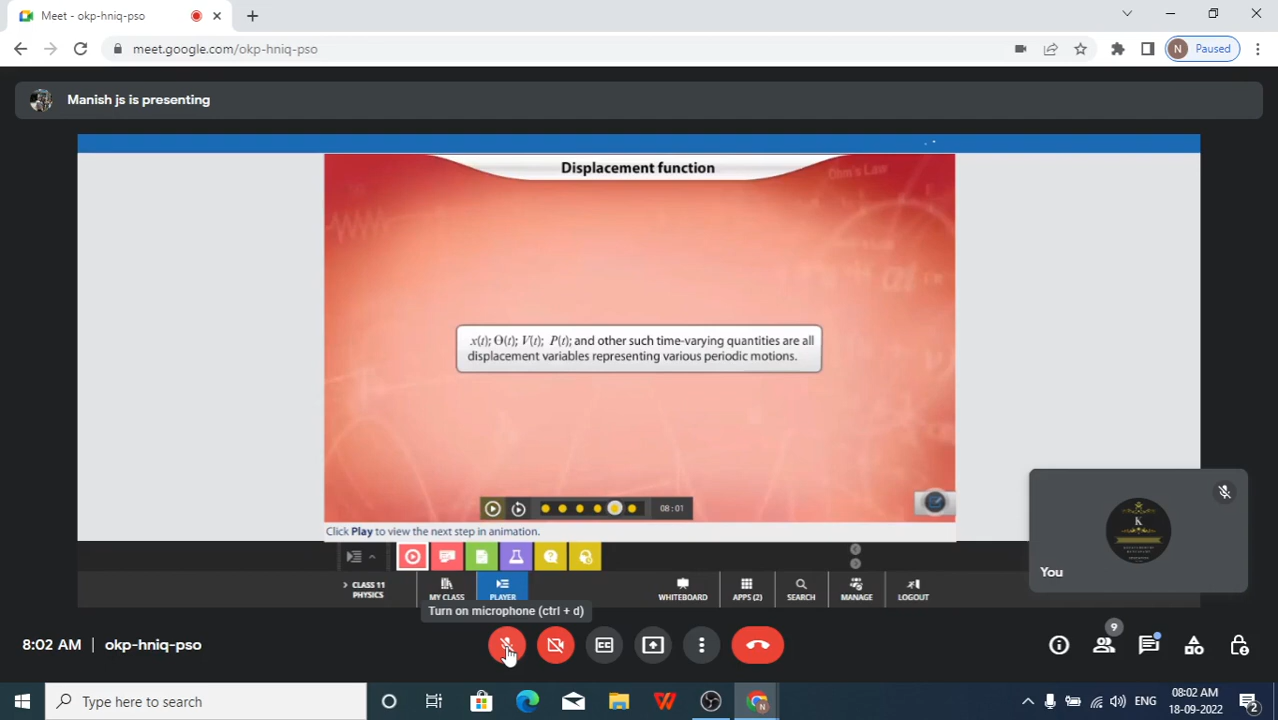 Meet - okp-hniq-pso
meet.google.com/okp-hniq-pso
N Paused
Manish js is presenting
Displacement function
Ohm's Law
x(t); Θ(t); V(t); P(t); and other such time-varying quantities are all
displacement variables representing various periodic motions.
08:01
Click Play to view the next step in animation.
K
You
CLASS 11
PHYSICS
MY CLASS
PLAYER
WHITEBOARD
APPS (2)
SEARCH
MANAGE
LOGOUT
Turn on microphone (ctrl + d)
8:02 AM | okp-hniq-pso
CC
9
Type here to search
W
N
ENG
08:02 AM
18-09-2022
2